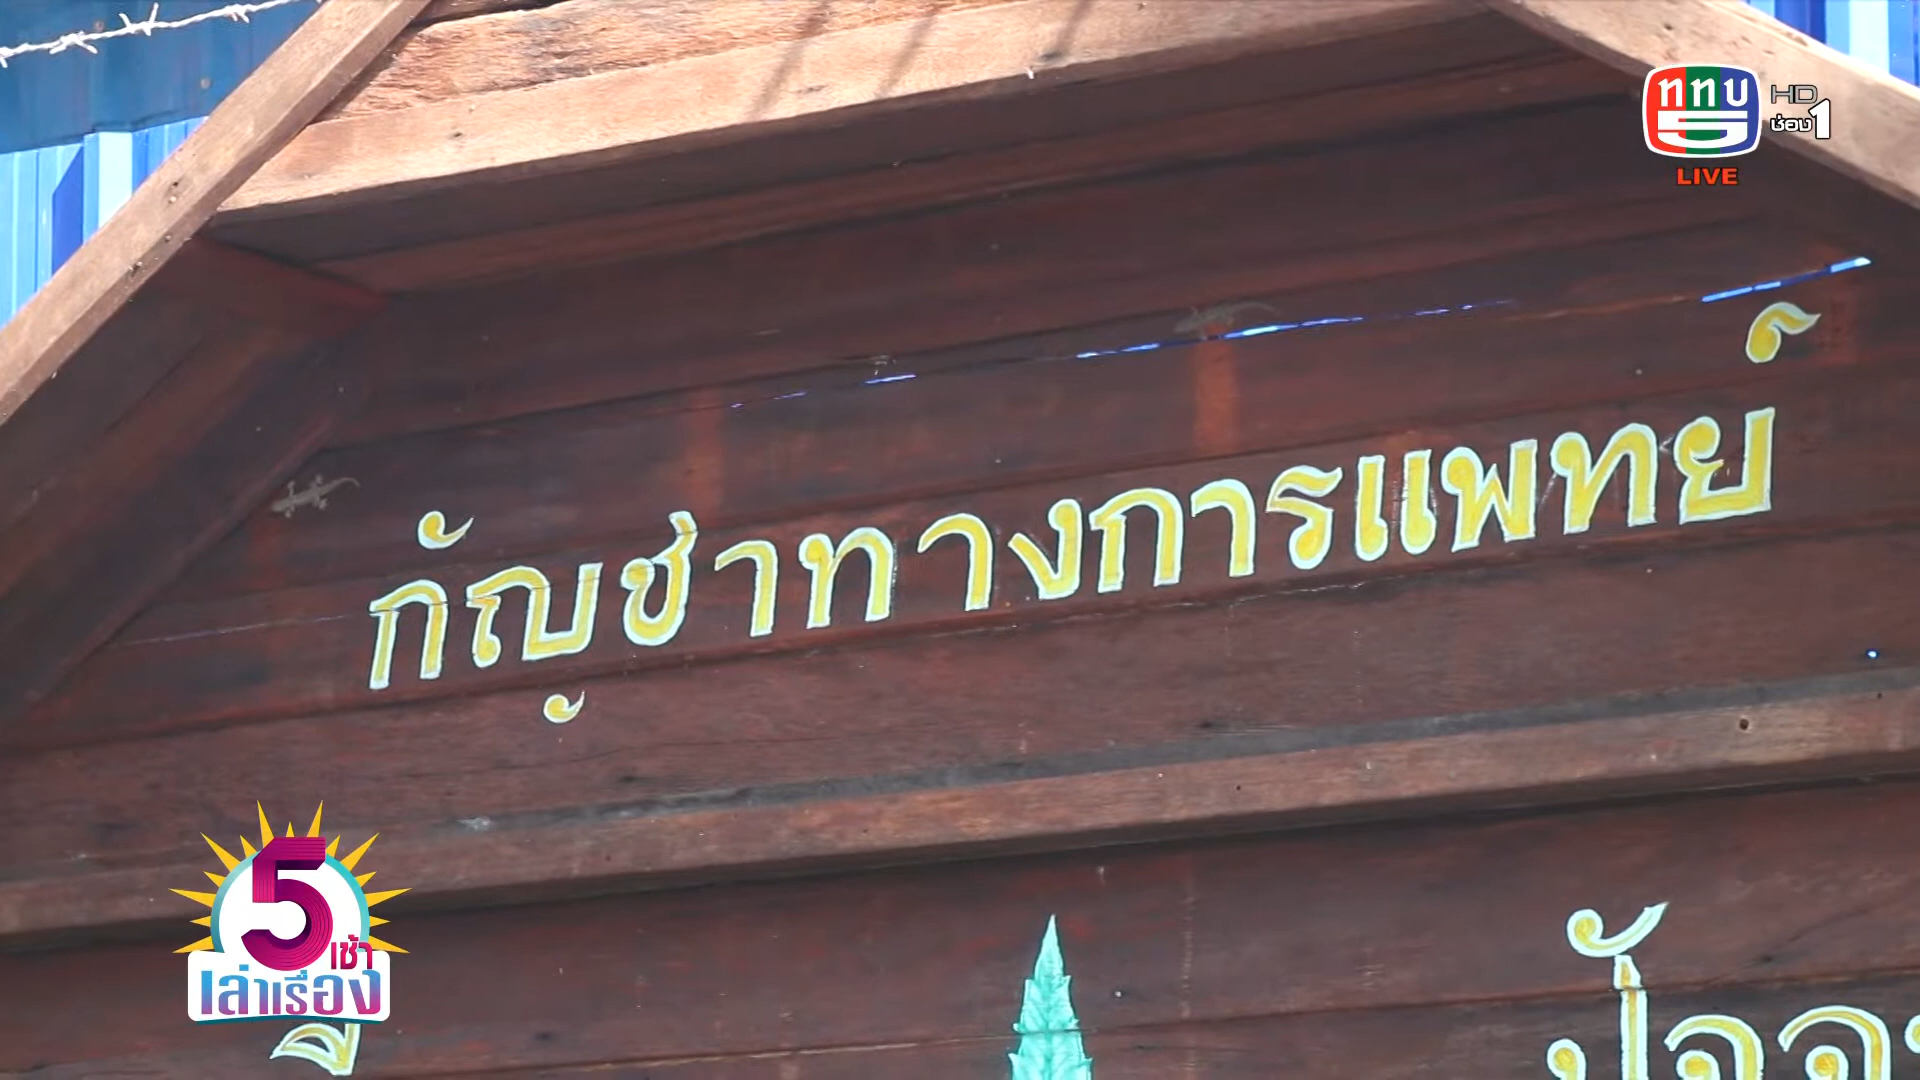 ททบ 5 HD
ช่อง 1
LIVE
กัญชาทางการแพทย์
5 เช้า
เล่าเรื่อง